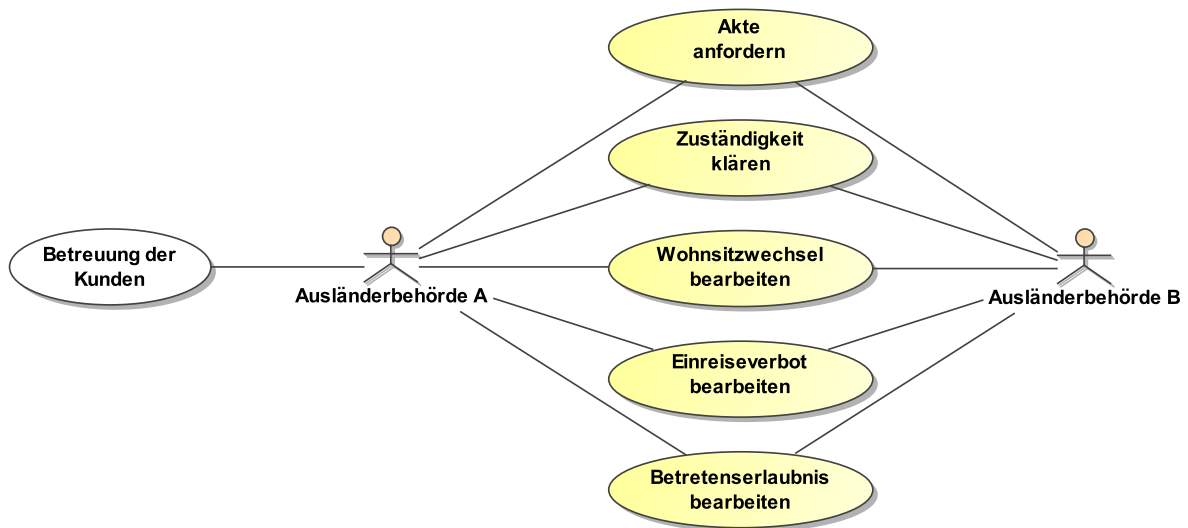 Akte
anfordern
Zuständigkeit
klären
Betreuung der
Kunden
Ausländerbehörde A
Wohnsitzwechsel
bearbeiten
Ausländerbehörde B
Einreiseverbot
bearbeiten
Betretenserlaubnis
bearbeiten